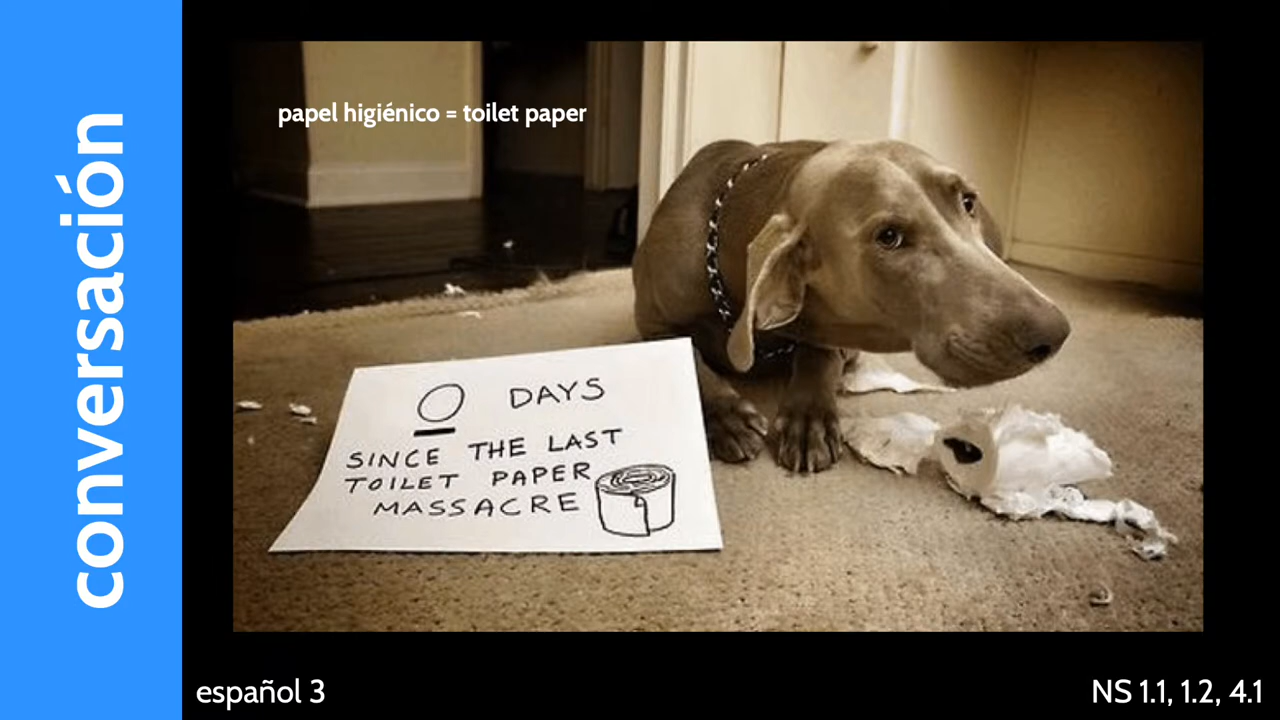 conversación
papel higiénico = toilet paper
0 DAYS
SINCE THE LAST
TOILET PAPER
MASSACRE
español 3
NS 1.1, 1.2, 4.1